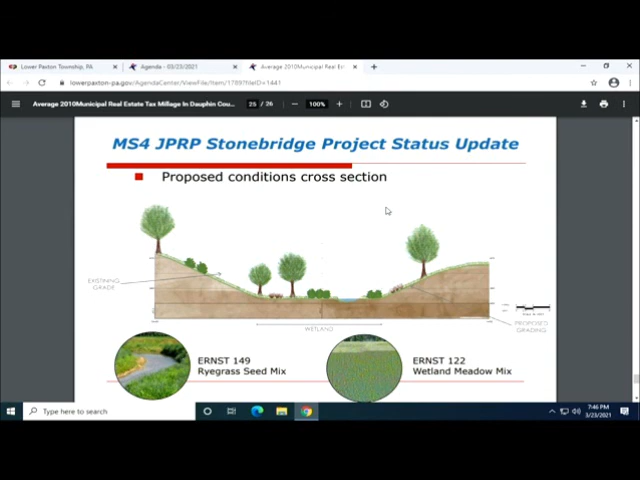 Lower Paxton Township, PA
Agenda - 03/23/2021
Average 2010Municipal Real Est
lowerpaxton-pa.gov/AgendaCenter/ViewFile/Item/1789?fileID=1441
Average 2010Municipal Real Estate Tax Millage In Dauphin Cou...
25 / 26
100%
MS4 JPRP Stonebridge Project Status Update
Proposed conditions cross section
EXISTINING
GRADE
WETLAND
PROPOSED
GRADING
ERNST 149
Ryegrass Seed Mix
ERNST 122
Wetland Meadow Mix
Type here to search
7:46 PM
3/23/2021